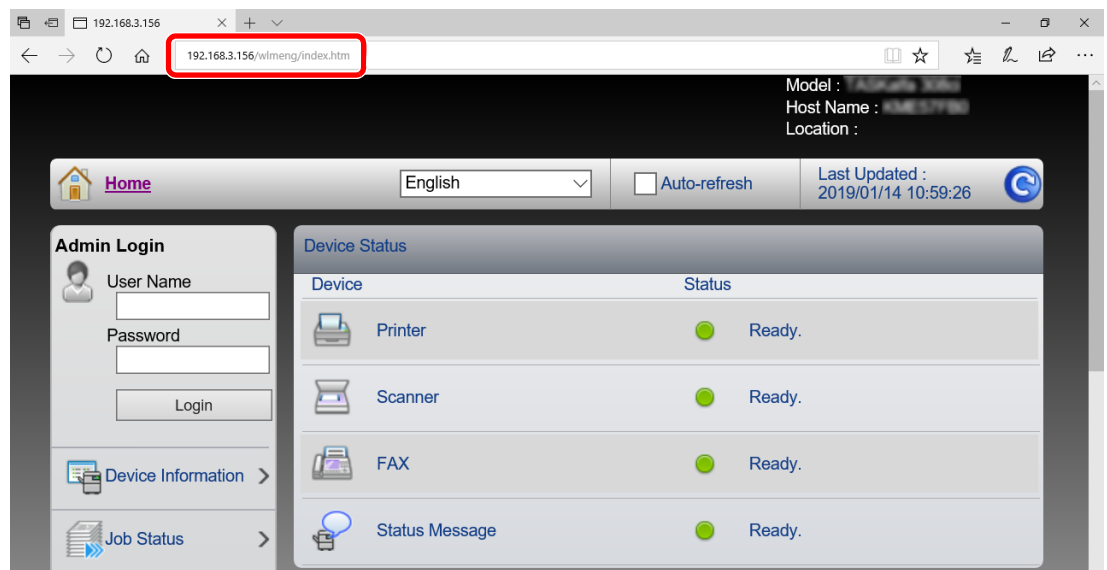 192.168.3.156
192.168.3.156/wlmeng/index.htm
Model :
Host Name :
Location :
Home
English
Auto-refresh
Last Updated :
2019/01/14 10:59:26
Admin Login
User Name
Password
Login
Device Information
Job Status
Device Status
Device Status
Printer Ready.
Scanner Ready.
FAX Ready.
Status Message Ready.